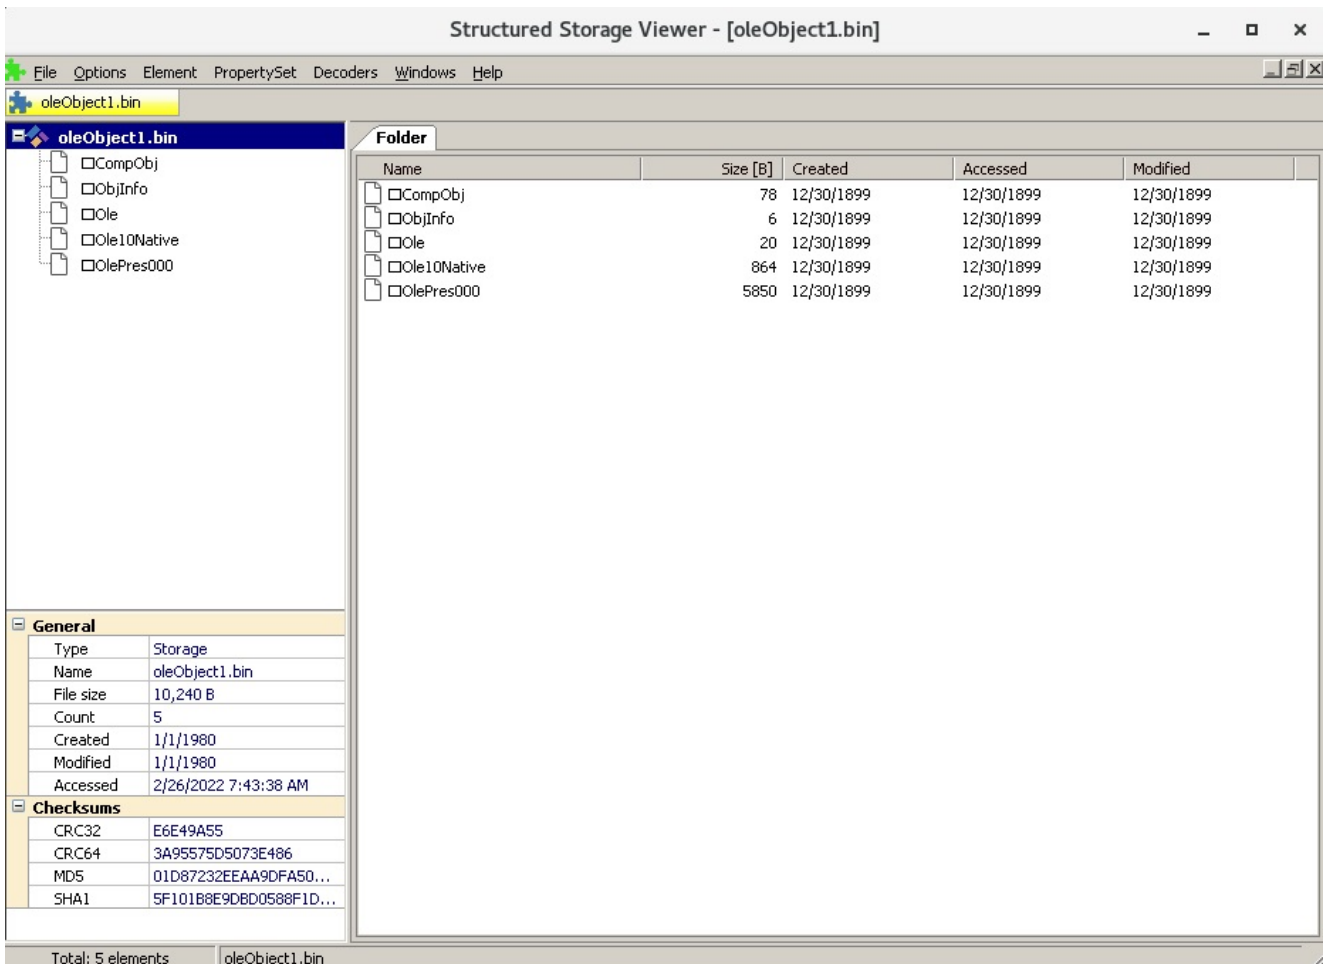 Structured Storage Viewer - [oleObject1.bin]
File Options Element PropertySet Decoders Windows Help
oleObject1.bin
oleObject1.bin
□CompObj
□ObjInfo
□Ole
□Ole10Native
□OlePres000
Folder
Name Size [B] Created Accessed Modified
□CompObj 78 12/30/1899 12/30/1899 12/30/1899
□ObjInfo 6 12/30/1899 12/30/1899 12/30/1899
□Ole 20 12/30/1899 12/30/1899 12/30/1899
□Ole10Native 864 12/30/1899 12/30/1899 12/30/1899
□OlePres000 5850 12/30/1899 12/30/1899 12/30/1899
General
Type Storage
Name oleObject1.bin
File size 10,240 B
Count 5
Created 1/1/1980
Modified 1/1/1980
Accessed 2/26/2022 7:43:38 AM
Checksums
CRC32 E6E49A55
CRC64 3A95575D5073E486
MD5 01D87232EEAA9DFA50...
SHA1 5F101B8E9DBD0588F1D...
Total: 5 elements oleObject1.bin